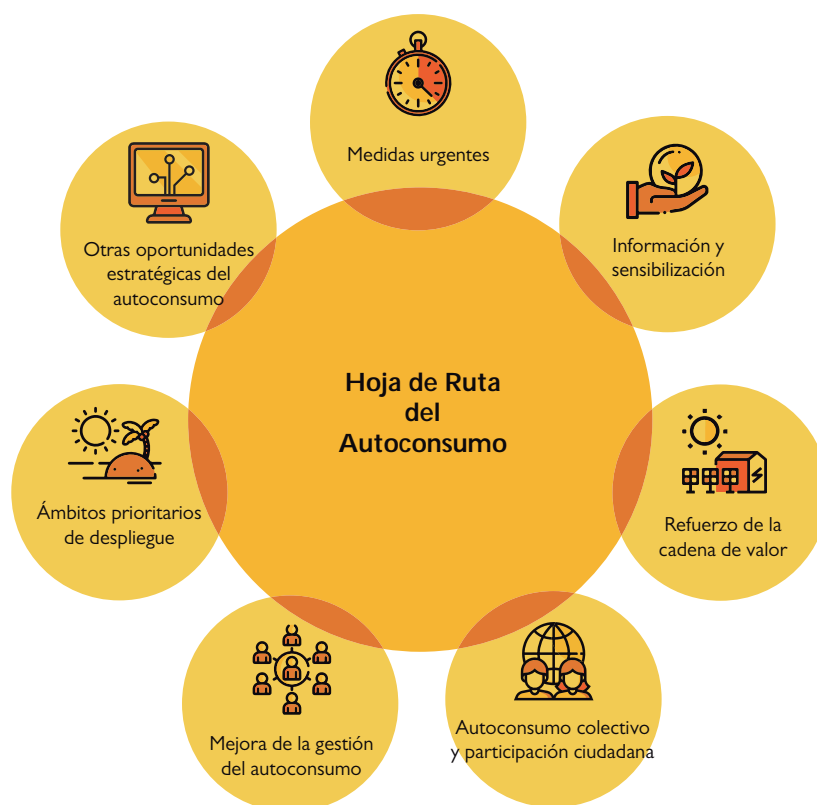 Medidas urgentes
Información y
sensibilización
Refuerzo de la
cadena de valor
Autoconsumo colectivo
y participación ciudadana
Mejora de la gestión
del autoconsumo
Ámbitos prioritarios
de despliegue
Otras oportunidades
estratégicas del
autoconsumo
Hoja de Ruta
del
Autoconsumo